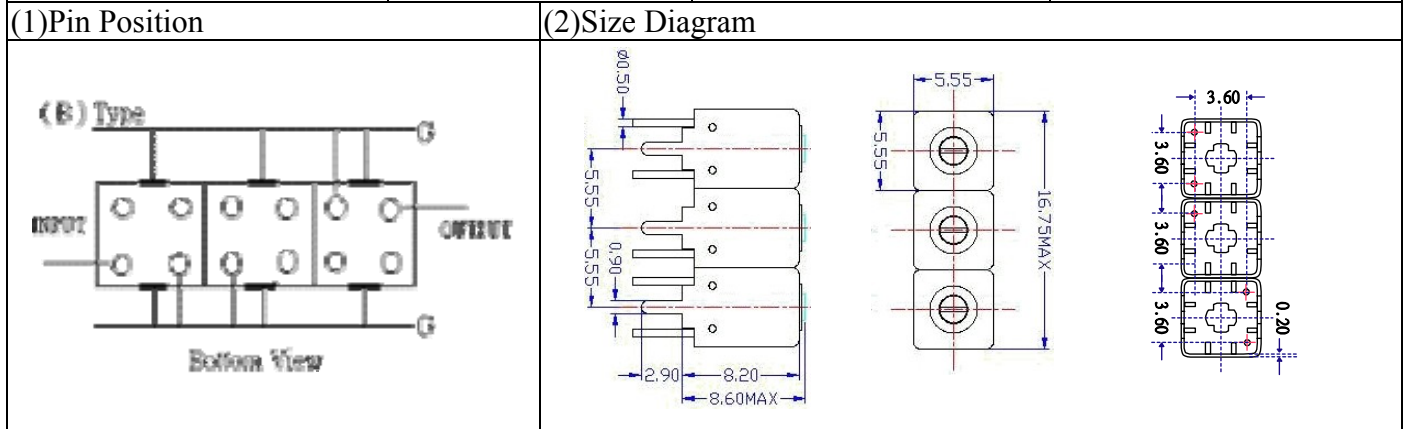 (1)Pin Position
(2)Size Diagram
(B) Type
G
INPUT
OUTPUT
G
Bottom View
ø0.50
5.55
5.55
0.90
2.90
8.20
8.60MAX
5.55
5.55
16.75MAX
3.60
3.60
3.60
3.60
0.20